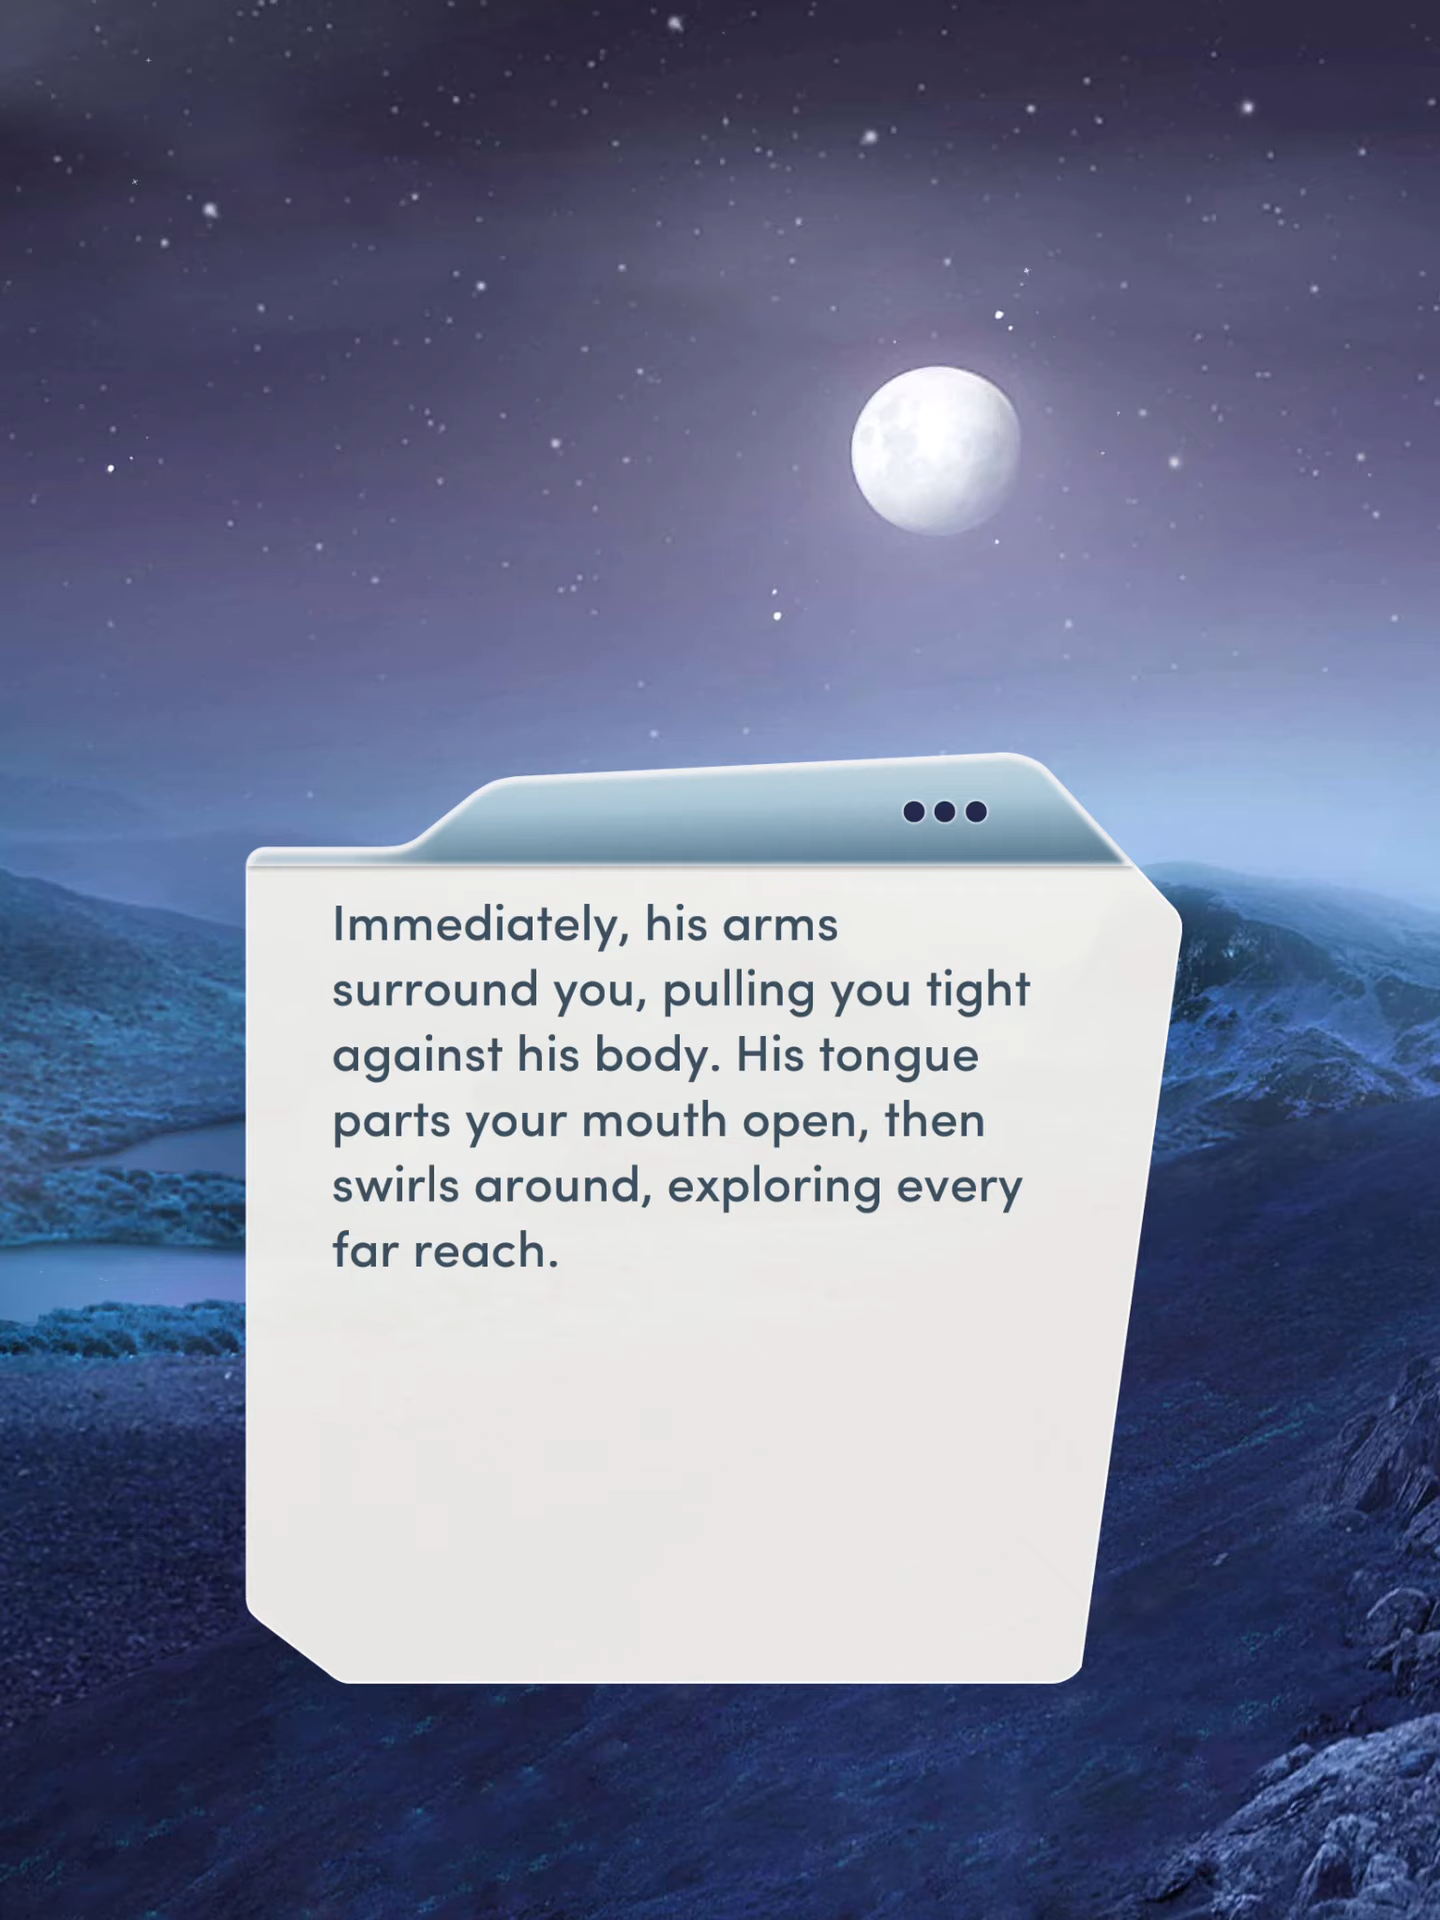 Immediately, his arms
surround you, pulling you tight
against his body. His tongue
parts your mouth open, then
swirls around, exploring every
far reach.